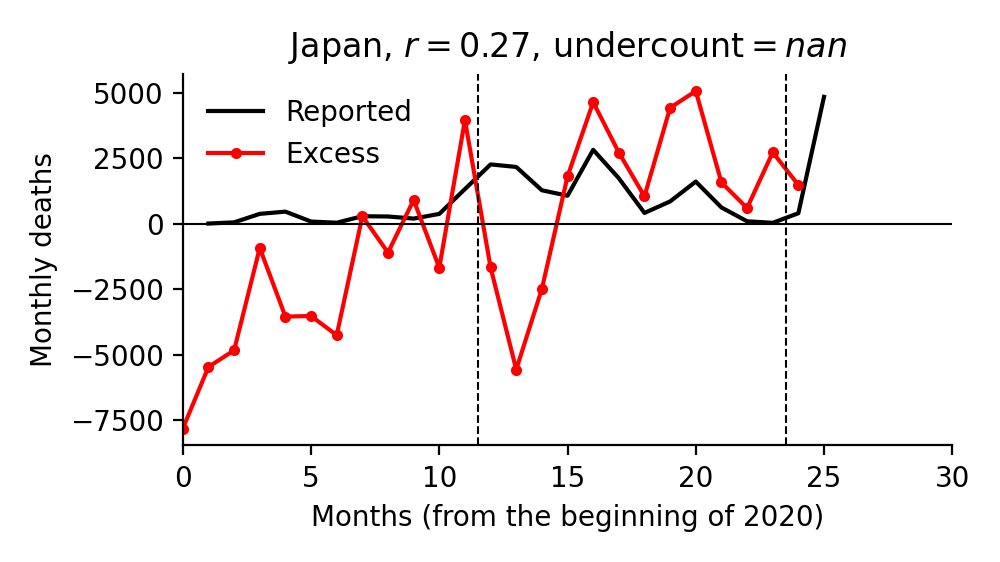 Japan, r = 0.27, undercount = nan
5000
2500
0
−2500
−5000
−7500
Monthly deaths
Reported
Excess
0 5 10 15 20 25 30
Months (from the beginning of 2020)